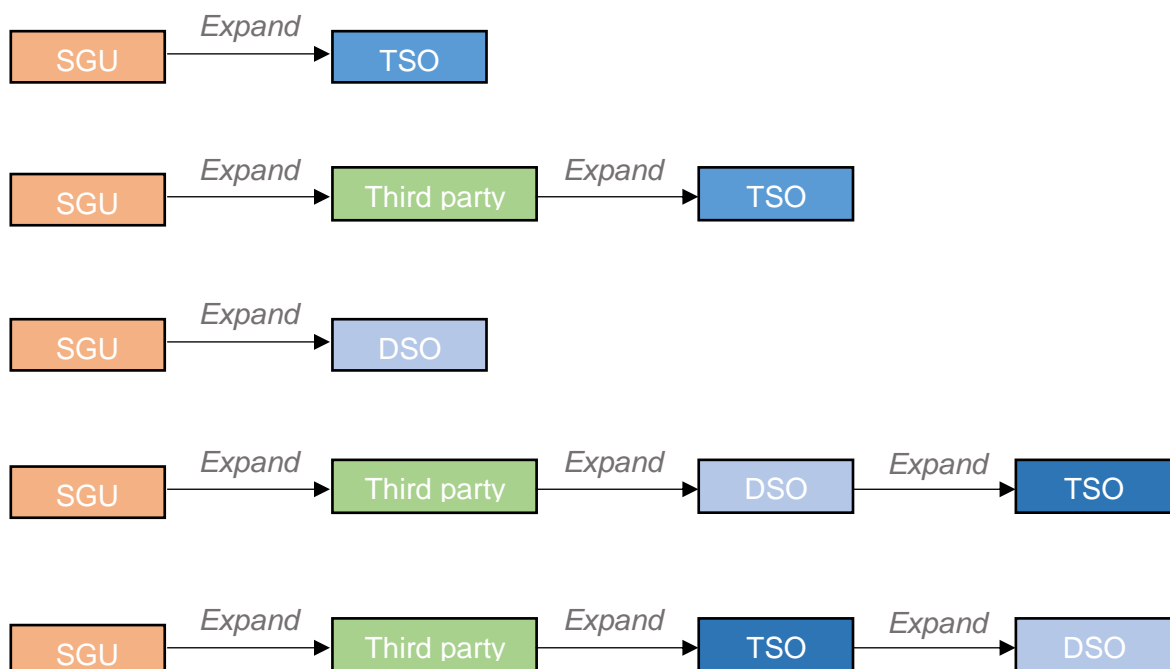 Expand
SGU TSO
Expand Expand
SGU Third party TSO
Expand
SGU DSO
Expand Expand Expand
SGU Third party DSO TSO
Expand Expand Expand
SGU Third party TSO DSO